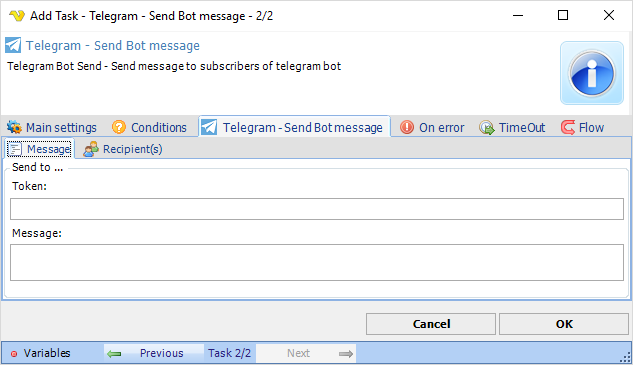 Add Task - Telegram - Send Bot message - 2/2
Telegram - Send Bot message
Telegram Bot Send - Send message to subscribers of telegram bot
Main settings Conditions Telegram - Send Bot message On error TimeOut Flow
Message Recipient(s)
Send to ...
Token:
Message:
Cancel OK
Variables Previous Task 2/2 Next